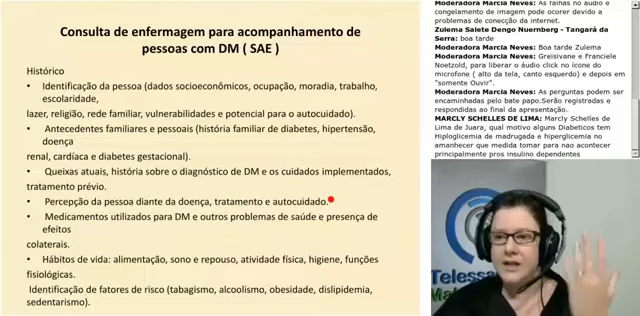 Consulta de enfermagem para acompanhamento de
pessoas com DM ( SAE )
Histórico
• Identificação da pessoa (dados socioeconômicos, ocupação, moradia, trabalho,
escolaridade,
lazer, religião, rede familiar, vulnerabilidades e potencial para o autocuidado).
• Antecedentes familiares e pessoais (história familiar de diabetes, hipertensão,
doença
renal, cardíaca e diabetes gestacional).
• Queixas atuais, história sobre o diagnóstico de DM e os cuidados implementados,
tratamento prévio.
• Percepção da pessoa diante da doença, tratamento e autocuidado.
• Medicamentos utilizados para DM e outros problemas de saúde e presença de
efeitos
colaterais.
• Hábitos de vida: alimentação, sono e repouso, atividade física, higiene, funções
fisiológicas.
Identificação de fatores de risco (tabagismo, alcoolismo, obesidade, dislipidemia,
sedentarismo).
Moderadora Marcia Neves: As falhas no audio e
congelamento de imagem pode ocorer devido a
problemas de conecção da internet.
Zulema Salete Dengo Nuernberg - Tangará da
Serra: boa tarde
Moderadora Marcia Neves: Boa tarde Zulema
Moderadora Marcia Neves: Greisivane e Franciele
Noetzold, para liberar o áudio click no ícone do
microfone ( alto da tela, canto esquerdo) e depois em
"somente Ouvir".
Moderadora Marcia Neves: As perguntas podem ser
encaminhadas pelo bate papo.Serão registradas e
respondidas ao final da apresentação.
MARCLY SCHELLES DE LIMA: Marcly Schelles de
Lima de Juara, qual motivo alguns Diabeticos tem
Hiploglicemia de madrugada e hiperglicemia no
amanhecer que medida tomar para nao acontecer
principalmente pros insulino dependentes
Telessa
Ma